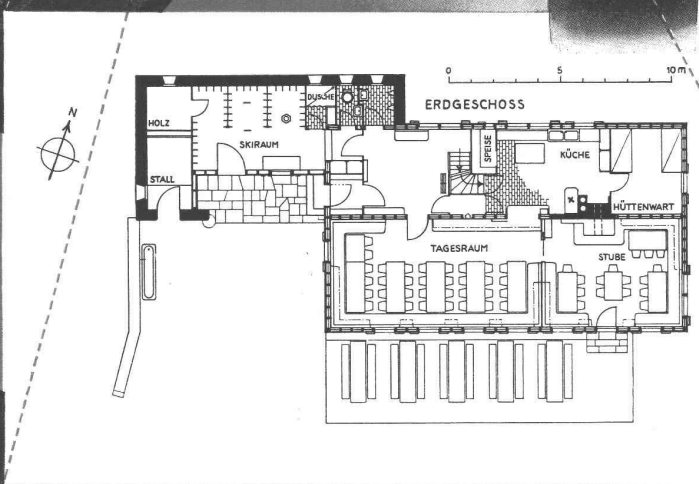 0 5 10 m
ERDGESCHOSS
N
HOLZ
DUSCHE
SKIRAUM
SPEISE
KÜCHE
STALL
HÜTTENWART
TAGESRAUM
STUBE